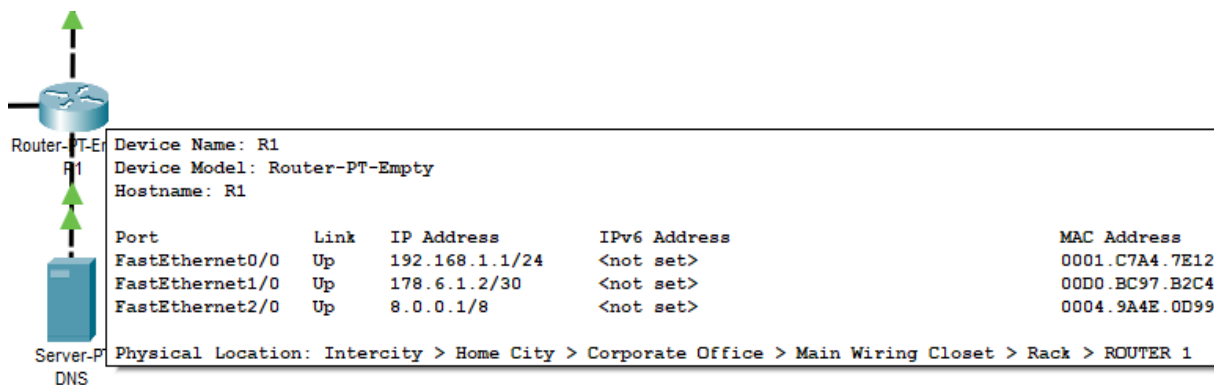 Router-PT-Er
R1
Device Name: R1
Device Model: Router-PT-Empty
Hostname: R1
Port Link IP Address IPv6 Address MAC Address
FastEthernet0/0 Up 192.168.1.1/24 <not set> 0001.C7A4.7E12
FastEthernet1/0 Up 178.6.1.2/30 <not set> 00D0.BC97.B2C4
FastEthernet2/0 Up 8.0.0.1/8 <not set> 0004.9A4E.0D99
Physical Location: Intercity > Home City > Corporate Office > Main Wiring Closet > Rack > ROUTER 1
Server-PT
DNS